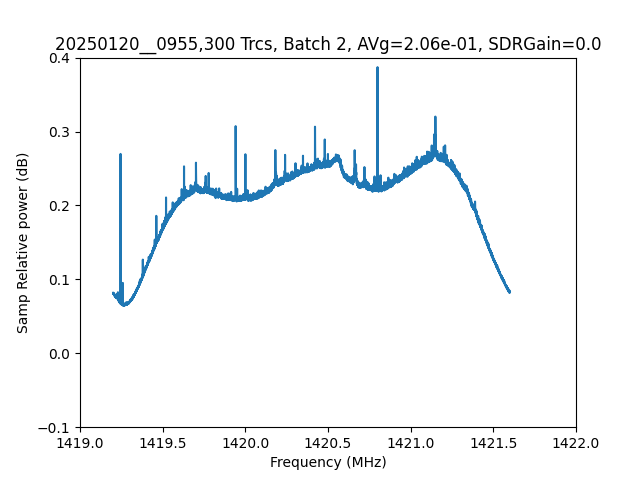 20250120__0955,300 Trcs, Batch 2, AVg=2.06e-01, SDRGain=0.0
0.4
0.3
0.2
0.1
0.0
−0.1
Samp Relative power (dB)
1419.0 1419.5 1420.0 1420.5 1421.0 1421.5 1422.0
Frequency (MHz)